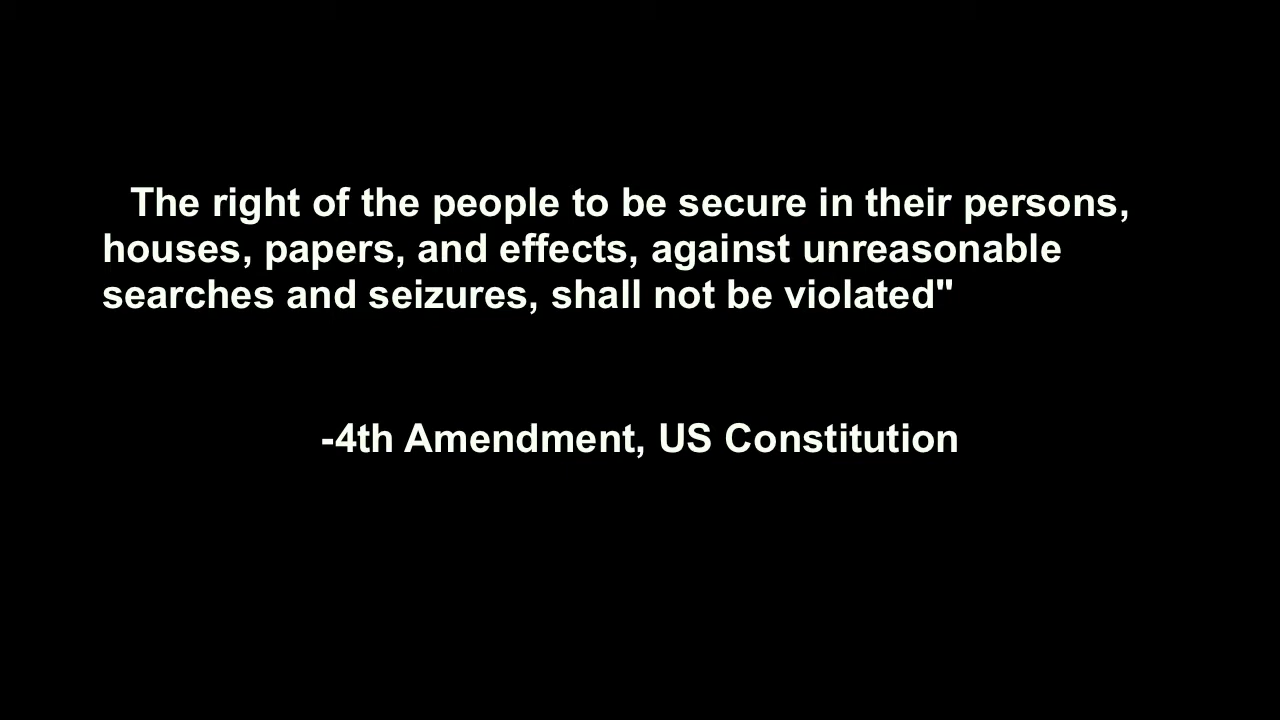 The right of the people to be secure in their persons,
houses, papers, and effects, against unreasonable
searches and seizures, shall not be violated"
-4th Amendment, US Constitution